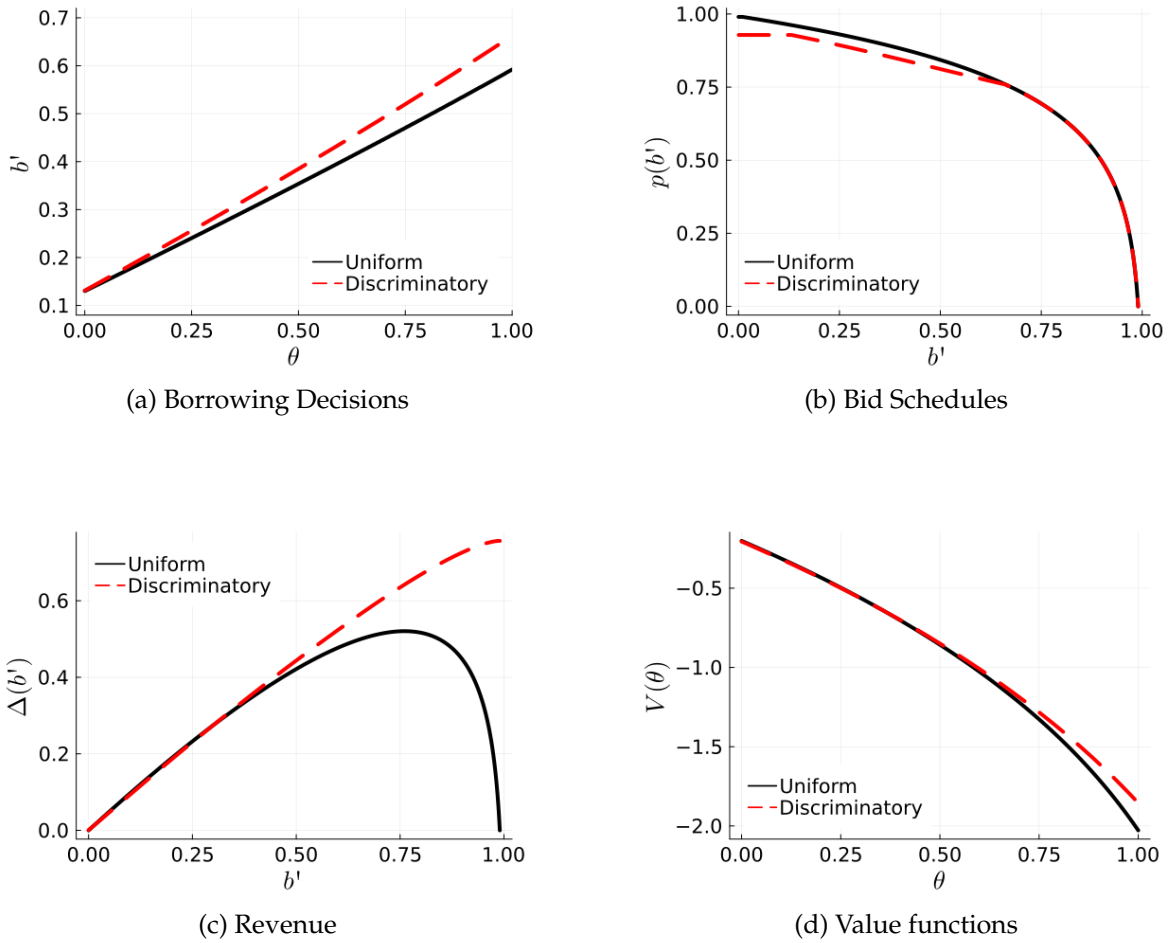 0.7
0.6
0.5
0.4
0.3
0.2
0.1
b'
Uniform
Discriminatory
0.00 0.25 0.50 0.75 1.00
θ
(a) Borrowing Decisions
1.00
0.75
0.50
0.25
0.00
p(b')
Uniform
Discriminatory
0.00 0.25 0.50 0.75 1.00
b'
(b) Bid Schedules
Uniform
Discriminatory
0.6
0.4
0.2
0.0
Δ(b')
0.00 0.25 0.50 0.75 1.00
b'
(c) Revenue
−0.5
−1.0
−1.5
−2.0
V(θ)
Uniform
Discriminatory
0.00 0.25 0.50 0.75 1.00
θ
(d) Value functions